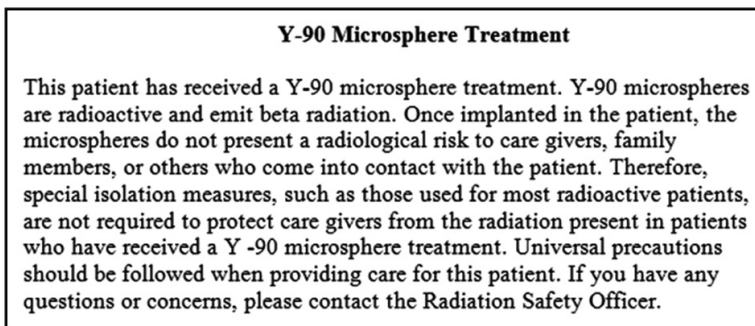 Y-90 Microsphere Treatment
This patient has received a Y-90 microsphere treatment. Y-90 microspheres
are radioactive and emit beta radiation. Once implanted in the patient, the
microspheres do not present a radiological risk to care givers, family
members, or others who come into contact with the patient. Therefore,
special isolation measures, such as those used for most radioactive patients,
are not required to protect care givers from the radiation present in patients
who have received a Y -90 microsphere treatment. Universal precautions
should be followed when providing care for this patient. If you have any
questions or concerns, please contact the Radiation Safety Officer.